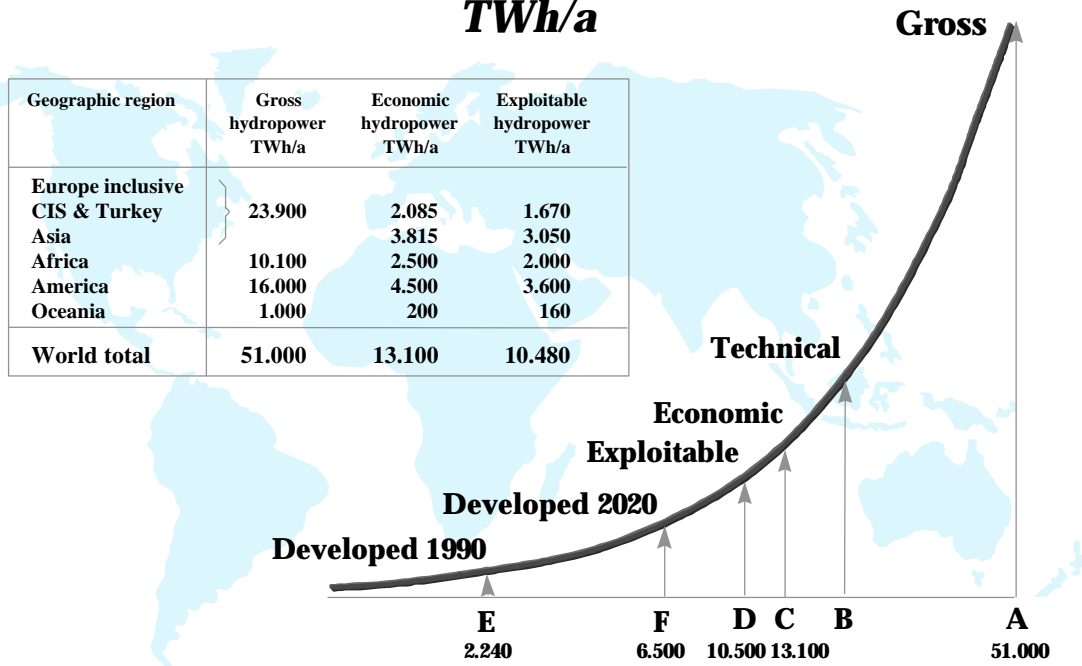 TWh/a
Gross
Geographic region Gross Economic Exploitable
hydropower hydropower hydropower
TWh/a TWh/a TWh/a
Europe inclusive
CIS & Turkey 23.900 2.085 1.670
Asia 3.815 3.050
Africa 10.100 2.500 2.000
America 16.000 4.500 3.600
Oceania 1.000 200 160
World total 51.000 13.100 10.480
Technical
Economic
Exploitable
Developed 2020
Developed 1990
E F D C B A
2.240 6.500 10.500 13.100 51.000